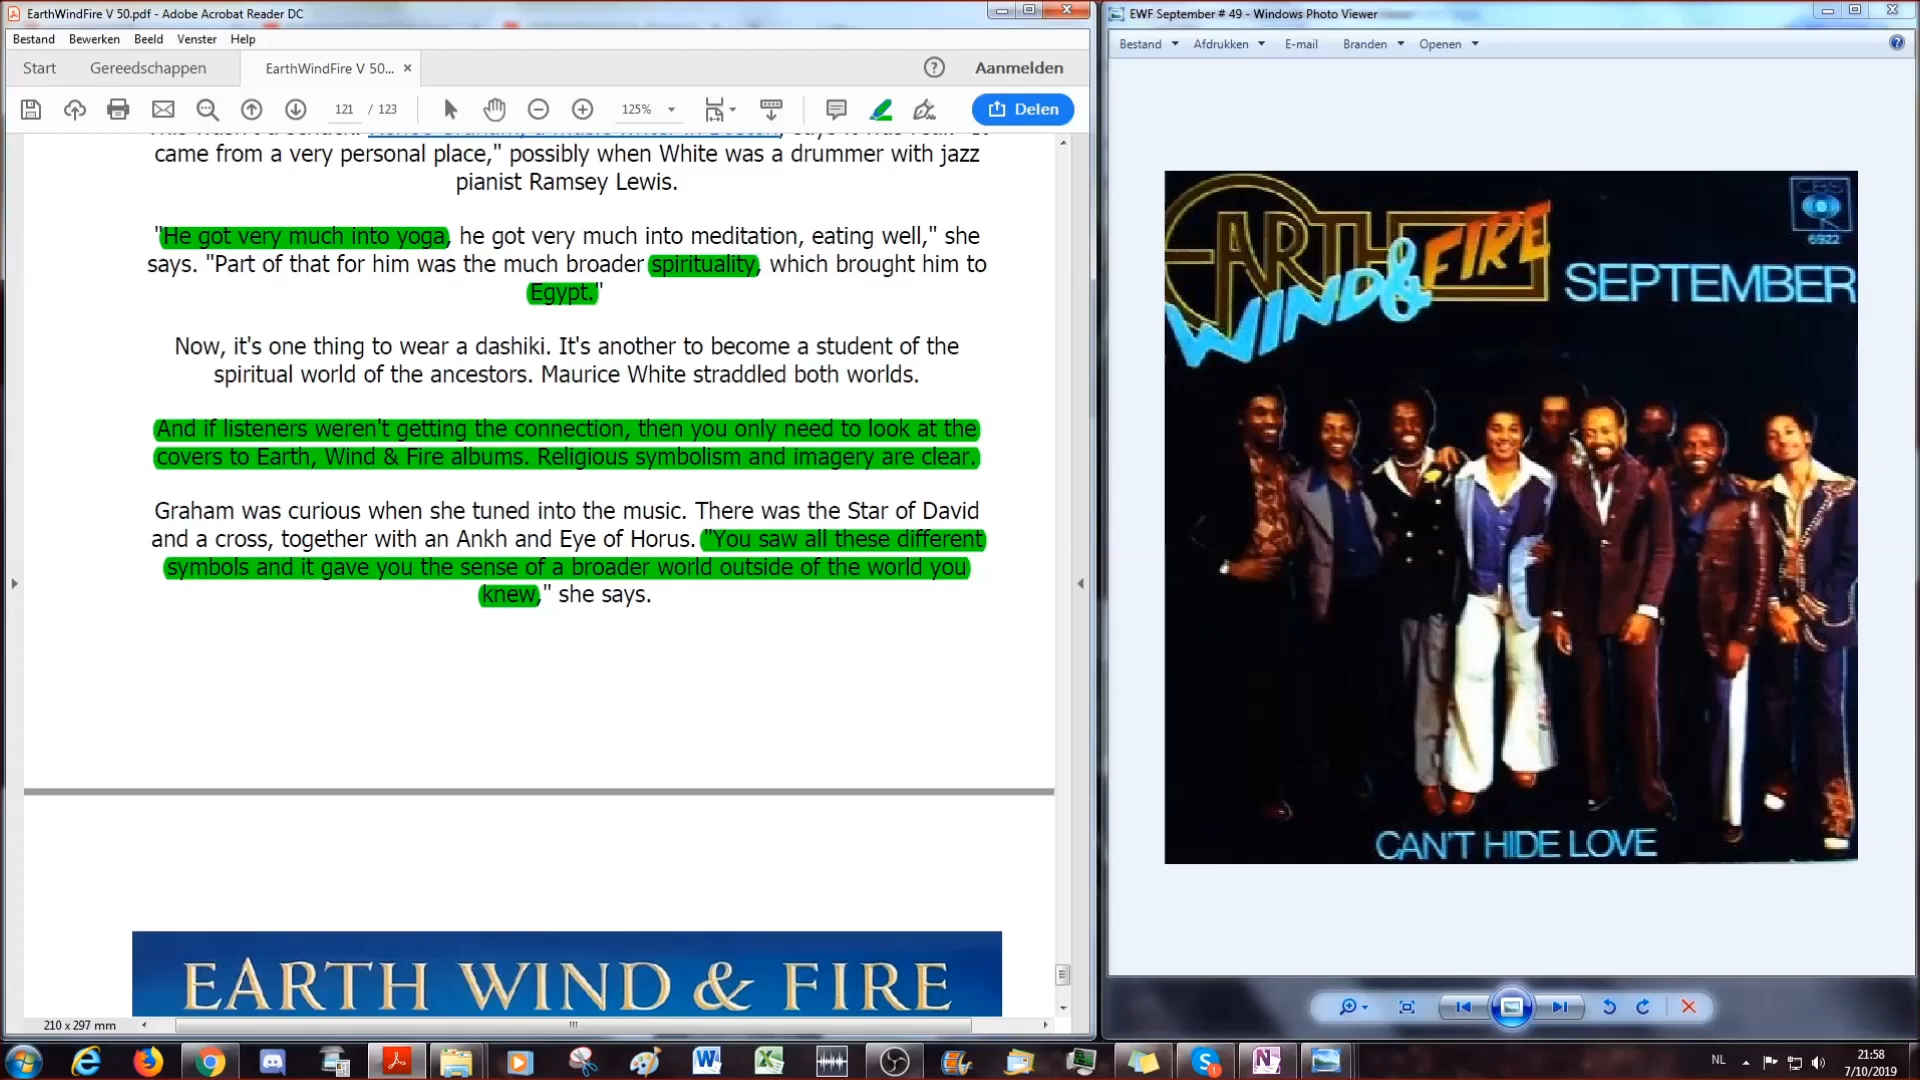 EarthWindFire V 50.pdf - Adobe Acrobat Reader DC
Bestand Bewerken Beeld Venster Help
Start Gereedschappen EarthWindFire V 50... × Aanmelden
121 / 123 125% Delen
came from a very personal place," possibly when White was a drummer with jazz
pianist Ramsey Lewis.
"He got very much into yoga, he got very much into meditation, eating well," she
says. "Part of that for him was the much broader spirituality, which brought him to
Egypt."
Now, it's one thing to wear a dashiki. It's another to become a student of the
spiritual world of the ancestors. Maurice White straddled both worlds.
And if listeners weren't getting the connection, then you only need to look at the
covers to Earth, Wind & Fire albums. Religious symbolism and imagery are clear.
Graham was curious when she tuned into the music. There was the Star of David
and a cross, together with an Ankh and Eye of Horus. "You saw all these different
symbols and it gave you the sense of a broader world outside of the world you
knew," she says.
EARTH WIND & FIRE
210 x 297 mm
EWF September # 49 - Windows Photo Viewer
Bestand Afdrukken E-mail Branden Openen
EARTH
WIND & FIRE
SEPTEMBER
CBS
6922
CAN'T HIDE LOVE
NL
21:58
7/10/2019